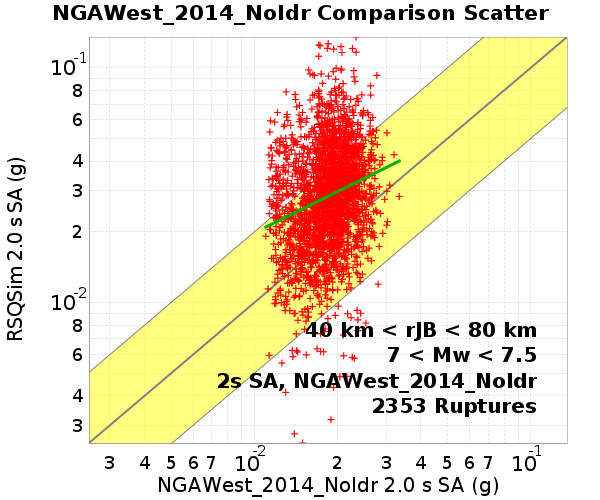 NGAWest_2014_NoIdr Comparison Scatter
RSQSim 2.0 s SA (g)
10-1
8
6
4
3
2
10-2
8
6
4
3
40 km < rJB < 80 km
7 < Mw < 7.5
2s SA, NGAWest_2014_NoIdr
2353 Ruptures
3 4 5 6 7 10-2 2 3 4 5 6 7 10-1
NGAWest_2014_NoIdr 2.0 s SA (g)